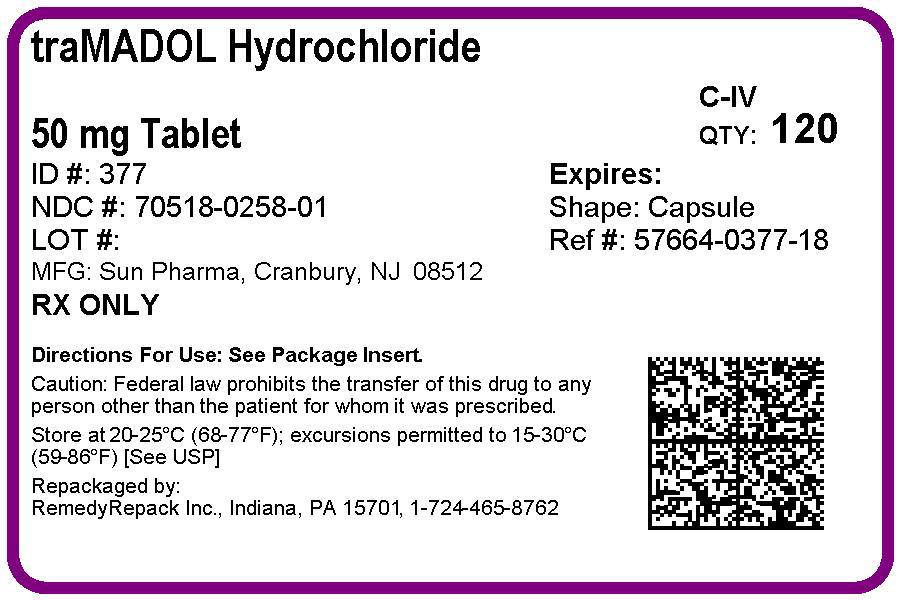 traMADOL Hydrochloride
C-IV
50 mg Tablet
QTY: 120
ID #: 377
Expires:
NDC #: 70518-0258-01
Shape: Capsule
LOT #:
Ref #: 57664-0377-18
MFG: Sun Pharma, Cranbury, NJ  08512
RX ONLY
Directions For Use: See Package Insert.
Caution: Federal law prohibits the transfer of this drug to any
person other than the patient for whom it was prescribed.
Store at 20-25°C (68-77°F); excursions permitted to 15-30°C
(59-86°F) [See USP]
Repackaged by:
RemedyRepack Inc., Indiana, PA 15701, 1-724-465-8762